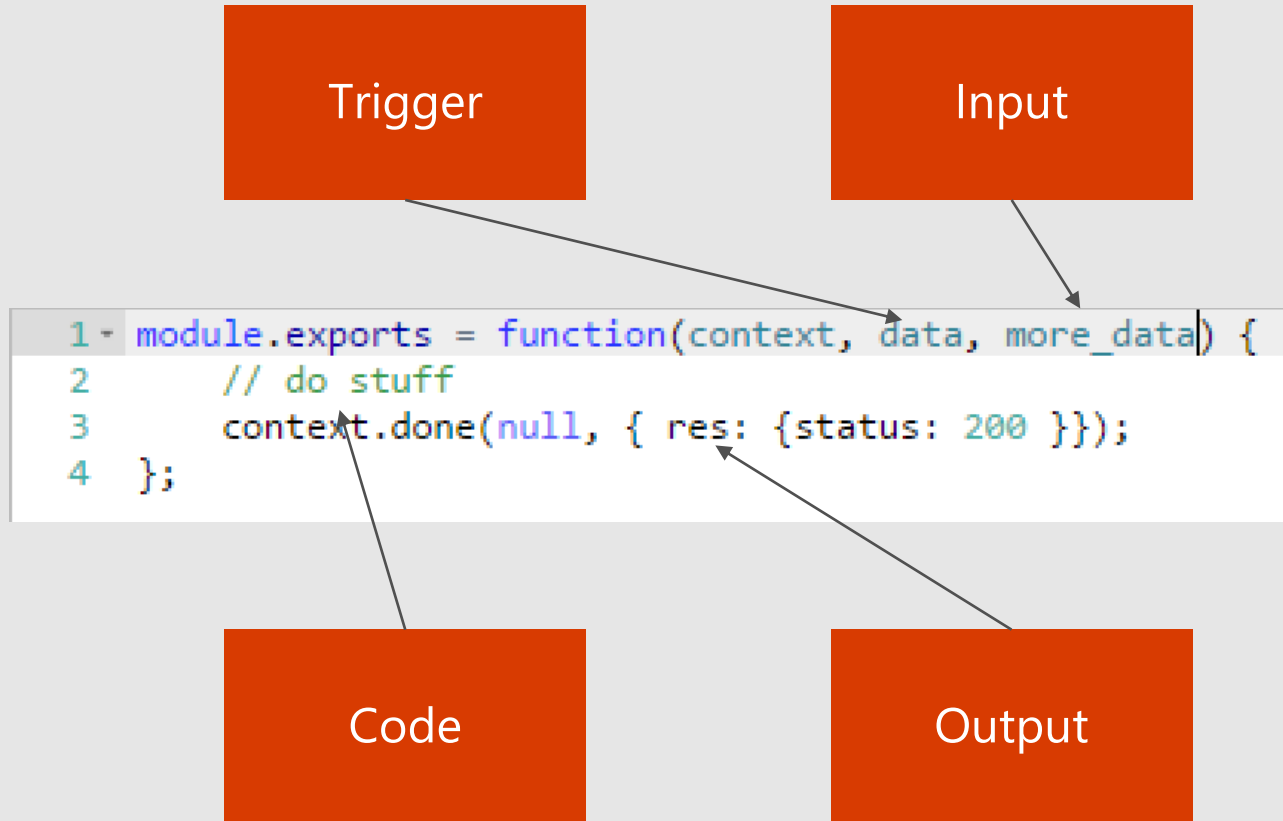 Trigger
Input
1 module.exports = function(context, data, more_data) {
2 // do stuff
3 context.done(null, { res: {status: 200 }});
4 };
Code
Output